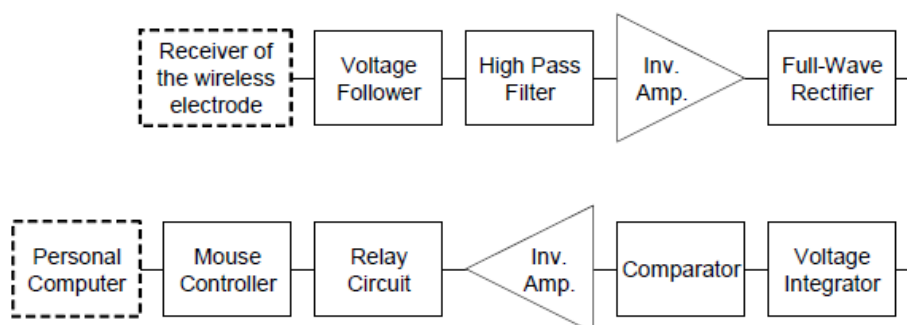 Receiver of
the wireless
electrode
Voltage
Follower
High Pass
Filter
Inv.
Amp.
Full-Wave
Rectifier
Personal
Computer
Mouse
Controller
Relay
Circuit
Inv.
Amp.
Comparator
Voltage
Integrator